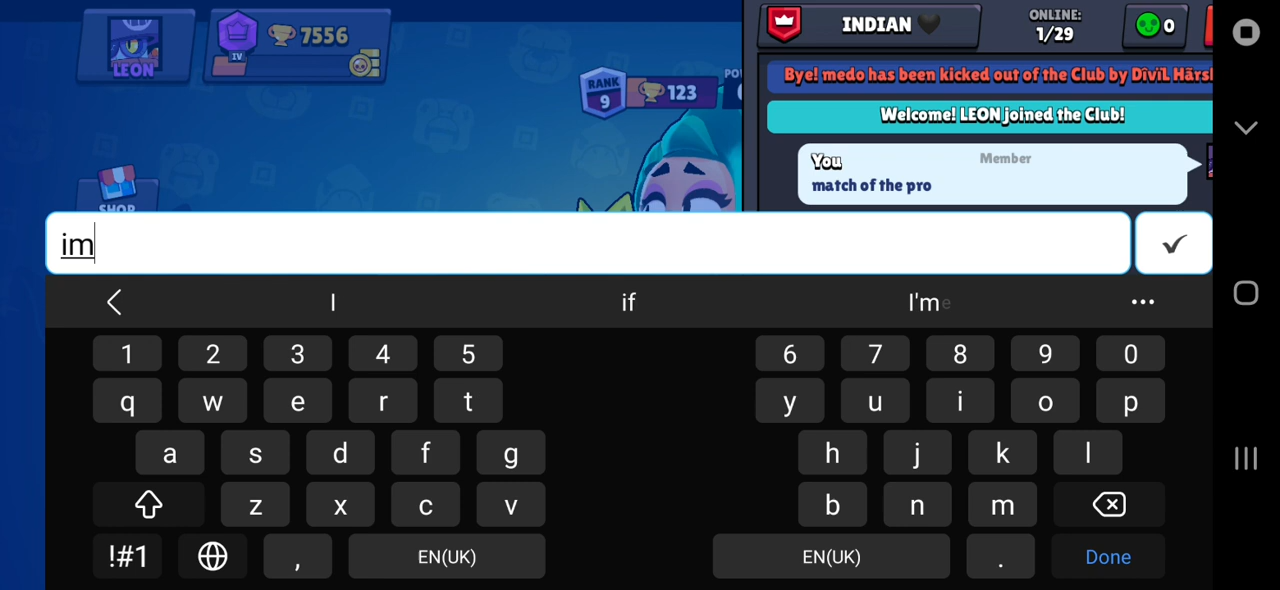 LEON
7556
IV
RANK
9
123
SHOP
INDIAN 🖤
ONLINE:
1/29
0
Bye! medo has been kicked out of the Club by
Welcome! LEON joined the Club!
You
Member
match of the pro
im
I
if
I'm
1 2 3 4 5 6 7 8 9 0
q w e r t y u i o p
a s d f g h j k l
z x c v b n m
!#1 , EN(UK) EN(UK) . Done